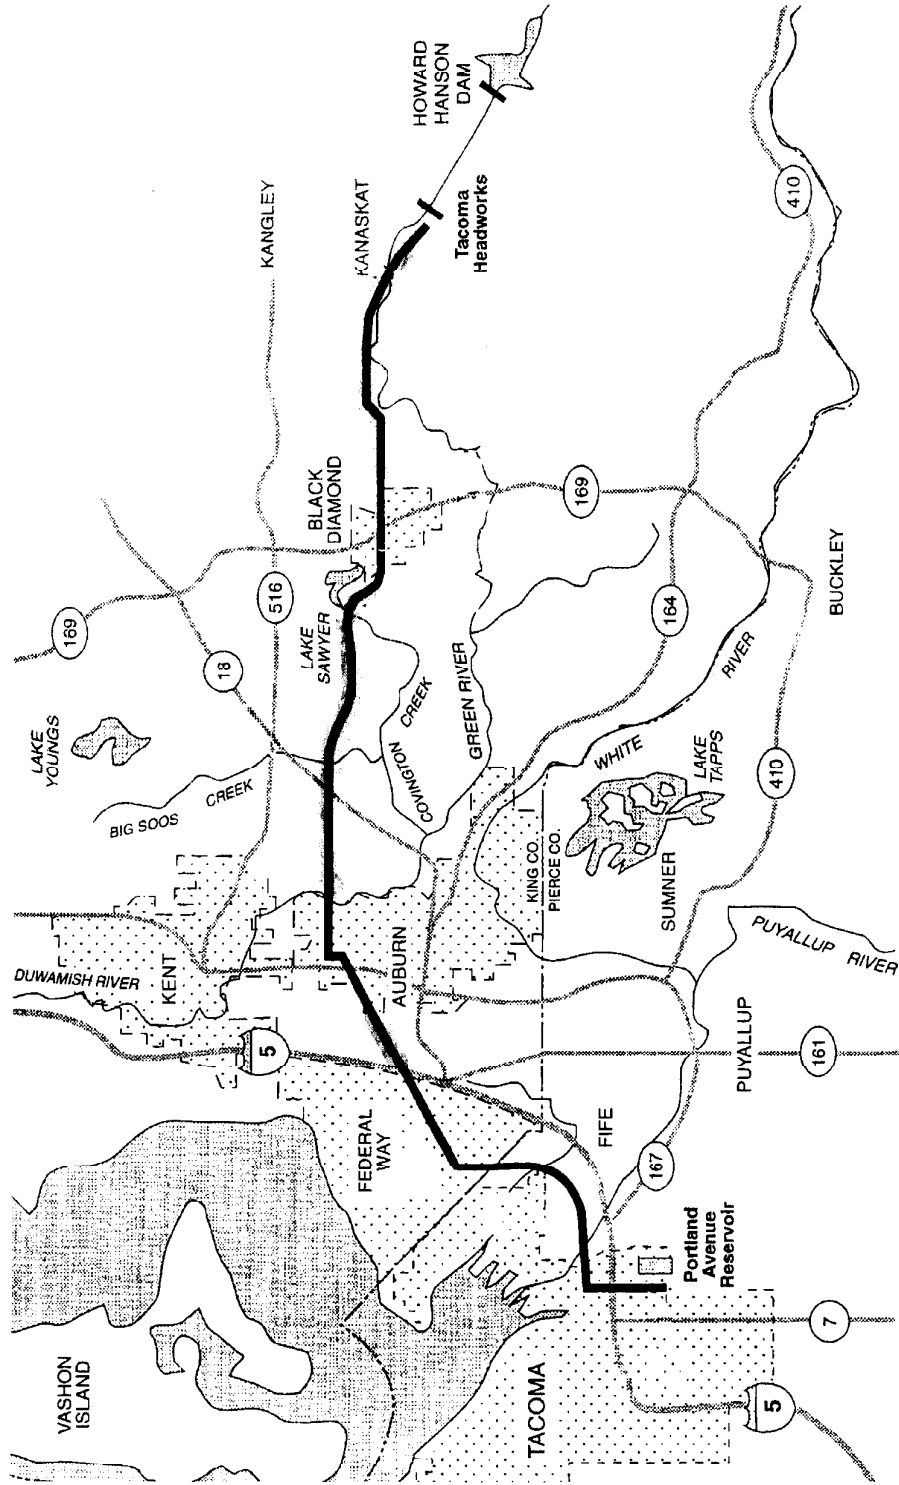 VASHON
ISLAND
TACOMA
5
7
Portland
Avenue
Reservoir
167
FIFE
FEDERAL
WAY
5
161
PUYALLUP
DUWAMISH RIVER
KENT
AUBURN
PUYALLUP
RIVER
KING CO.
PIERCE CO.
SUMNER
BIG SOOS
CREEK
COVINGTON
CREEK
GREEN RIVER
WHITE
RIVER
LAKE
TAPPS
410
LAKE
YOUNGS
18
169
516
LAKE
SAWYER
164
BUCKLEY
BLACK
DIAMOND
169
KANGLEY
KANASKAT
Tacoma
Headworks
410
HOWARD
HANSON
DAM